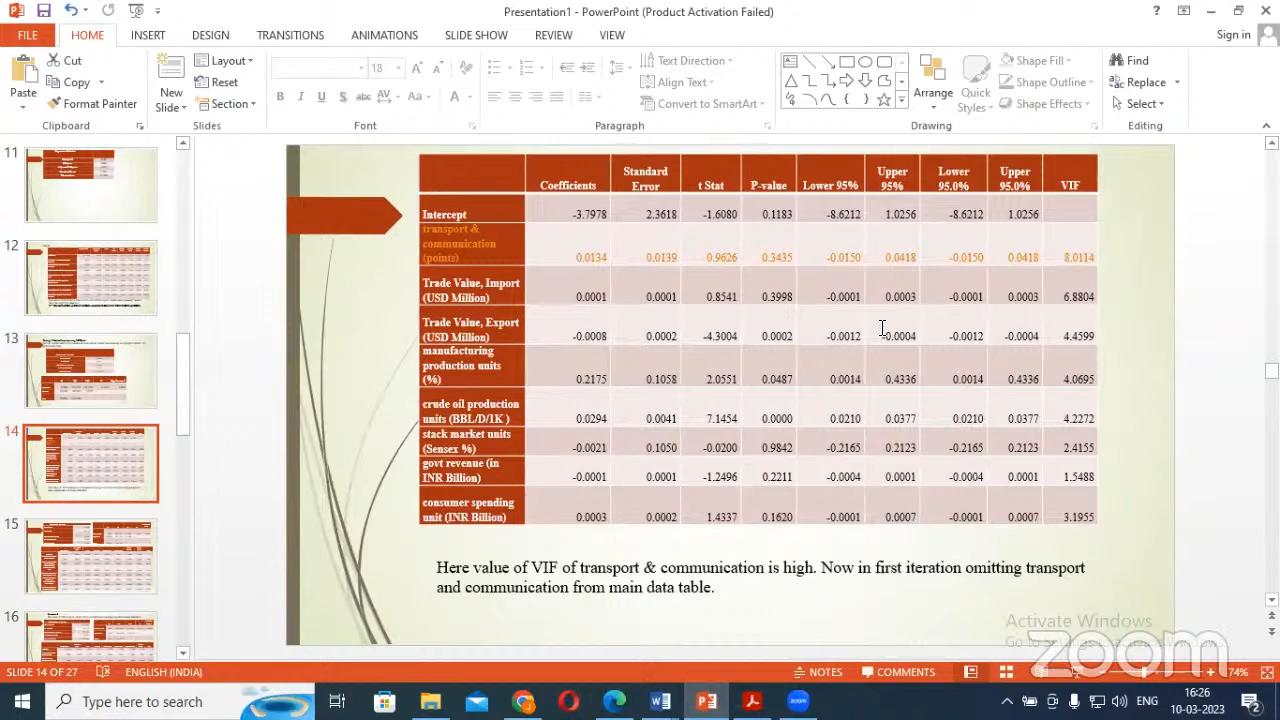 Presentation1 - PowerPoint (Product Activation Failed)
Sign in
FILE HOME INSERT DESIGN TRANSITIONS ANIMATIONS SLIDE SHOW REVIEW VIEW
Paste
Cut
Copy
Format Painter
Clipboard
New Slide
Layout
Reset
Section
Slides
18
Font
Text Direction
Align Text
Convert to SmartArt
Paragraph
Arrange
Quick Styles
Shape Fill
Shape Outline
Shape Effects
Drawing
Find
Replace
Select
Editing
11
12
13
14
15
16
Coefficients Standard Error t Stat P-value Lower 95% Upper 95% Lower 95.0% Upper 95.0% VIF
Intercept -3.7978 2.3618 -1.6080 0.1183 -8.6212 1.0256 -8.6212 1.0256
transport & communication (points) 0.0134 0.0139 0.9626 -0.0150 0.0418 -0.0150 0.0418 8.0114
Trade Value, Import (USD Million) 0.0001 0.0001 0.8541 -0.0001 0.0003 -0.0001 0.0003 6.8804
Trade Value, Export (USD Million) -0.0008 0.0002 -4.3004 0.0002 -0.0012 -0.0004 -0.0012 -0.0004 4.4599
manufacturing production units (%) 0.2175 0.1058 2.0551 0.0487 0.0014 0.4336 0.0014 0.4336 4.0695
crude oil production units (BBL/D/1K ) 0.0294 0.0041 7.1454 0.0000 0.0210 0.0377 0.0210 0.0377 4.2272
stack market units (Sensex %) -0.0021 0.1050 -0.0200 0.9842 -0.2165 0.2123 -0.2165 0.2123 2.4155
govt revenue (in INR Billion) -0.0001 0.0001 -1.2496 -0.0004 0.0001 -0.0004 0.0001 1.5488
consumer spending unit (INR Billion) 0.0003 0.0002 1.4337 -0.0001 0.0007 -0.0001 0.0007 3.1955
Here value of VIF of transport & communication is high. Now in first iteration omitting transport
and communication from main data table.
Activate Windows
zoom
SLIDE 14 OF 27 ENGLISH (INDIA) NOTES COMMENTS 74%
Type here to search
ENG
16:26
10-03-2023